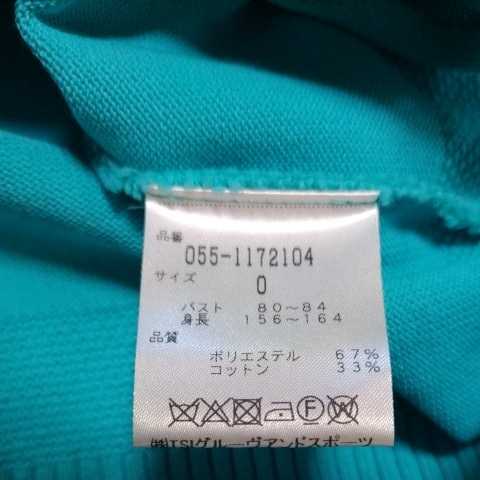 品番
055-1172104
サイズ
0
バスト 80~84
身長 156~164
品質
ポリエステル 67%
コットン 33%
㈱TSIグルーヴアンドスポーツ